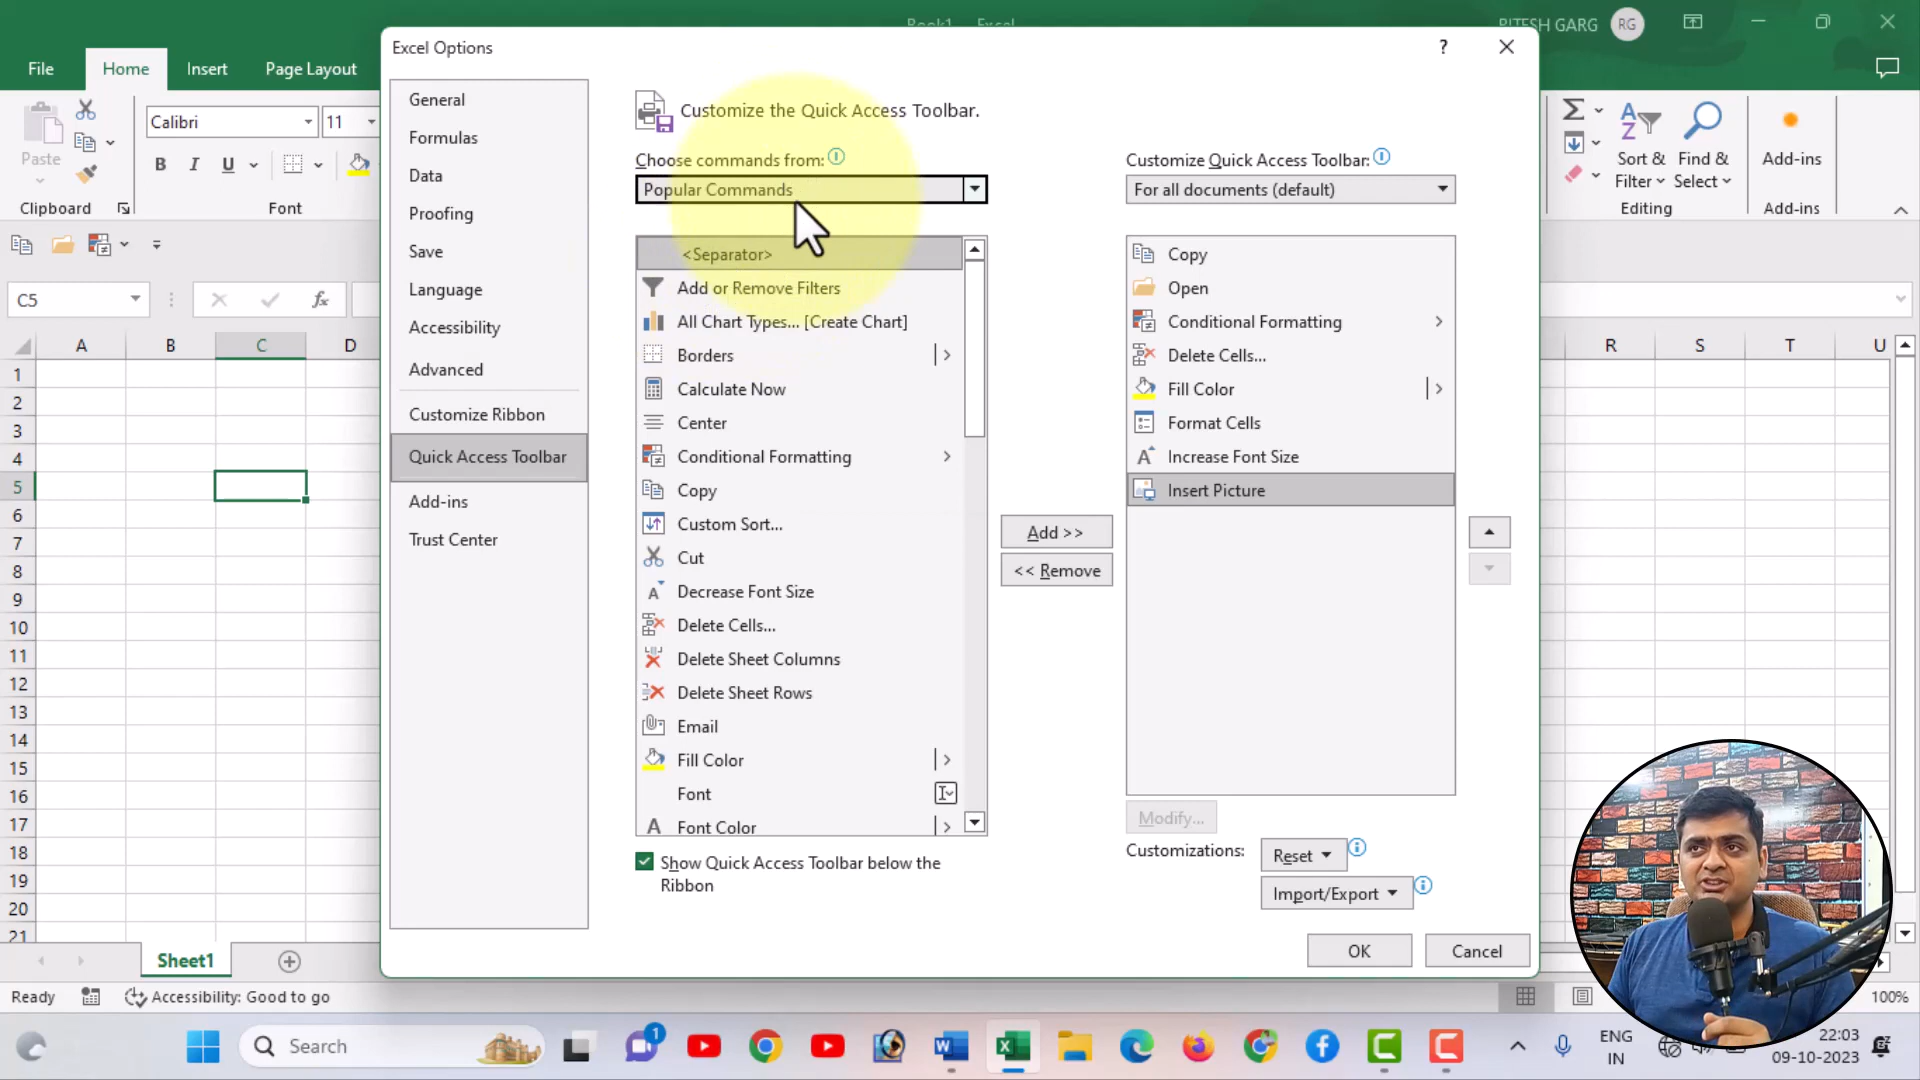 Book1 - Excel
RITESH GARG
RG
File
Home
Insert
Page Layout
Paste
Calibri
11
B
I
U
Clipboard
Font
Sort &
Filter
Find &
Select
Editing
Add-ins
Add-ins
C5
fx
A
B
C
D
R
S
T
U
1
2
3
4
5
6
7
8
9
10
11
12
13
14
15
16
17
18
19
20
21
Excel Options
?
General
Formulas
Data
Proofing
Save
Language
Accessibility
Advanced
Customize Ribbon
Quick Access Toolbar
Add-ins
Trust Center
Customize the Quick Access Toolbar.
Choose commands from:
Popular Commands
<Separator>
Add or Remove Filters
All Chart Types... [Create Chart]
Borders
Calculate Now
Center
Conditional Formatting
Copy
Custom Sort...
Cut
Decrease Font Size
Delete Cells...
Delete Sheet Columns
Delete Sheet Rows
Email
Fill Color
Font
Font Color
Show Quick Access Toolbar below the
Ribbon
Add >>
<< Remove
Customize Quick Access Toolbar:
For all documents (default)
Copy
Open
Conditional Formatting
Delete Cells...
Fill Color
Format Cells
Increase Font Size
Insert Picture
Modify...
Customizations:
Reset
Import/Export
OK
Cancel
Sheet1
Ready
Accessibility: Good to go
100%
Search
1
ENG
IN
22:03
09-10-2023